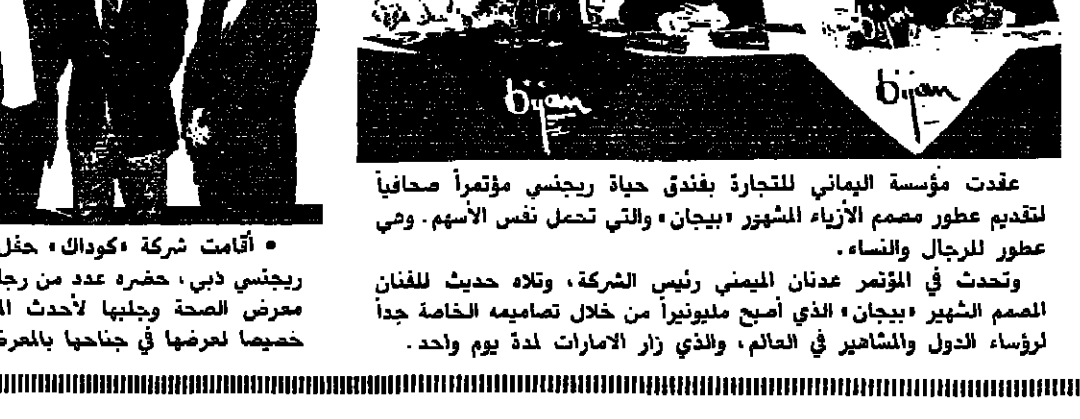 bijan
bijan
عقدت مؤسسة اليماني للتجارة بفندق حياة ريجنسي مؤتمراً صحافياً
لتقديم عطور مصمم الأزياء المشهور «بيجان» والتي تحمل نفس الأسهم. وهي
عطور للرجال والنساء.
وتحدث في المؤتمر عدنان الميمني رئيس الشركة، وتلاه حديث للفنان
المصمم الشهير «بيجان» الذي أصبح مليونيراً من خلال تصاميمه الخاصة جداً
لرؤساء الدول والمشاهير في العالم، والذي زار الامارات لمدة يوم واحد.
• أقامت شركة «كوداك» حفل
ريجنسي دبي، حضره عدد من رجا
معرض الصحة وجلبها لأحدث الم
خصيصا لعرضها في جناحها بالمعرض